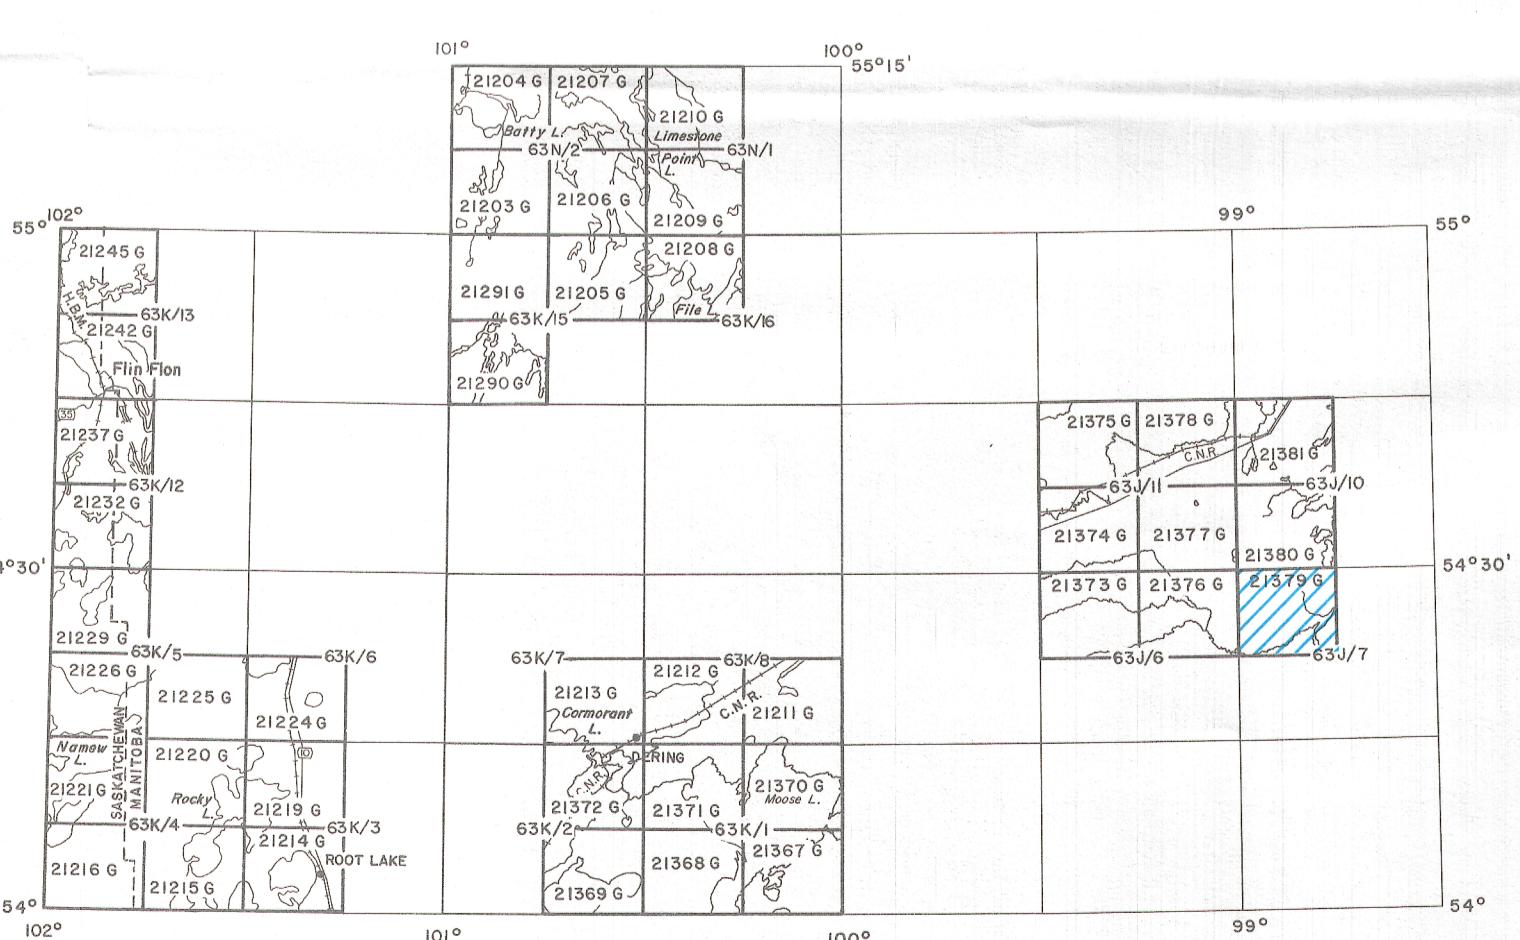 101°
100°
55°15'
21204 G
21207 G
21210 G
Batty L.
Limestone
63N/2
63N/1
Point
L.
21203 G
21206 G
21209 G
55°
102°
99°
55°
21245 G
21208 G
21291 G
21205 G
File L.
H.B.M.
63K/13
63K/15
63K/16
21242 G
Flin Flon
21290 G
35
21237 G
21375 G
21378 G
C.N.R.
21381 G
63K/12
63J/11
63J/10
21232 G
21374 G
21377 G
21380 G
4°30'
54°30'
21373 G
21376 G
21379 G
21229 G
63K/5
63K/6
63K/7
63K/8
63J/6
63J/7
21226 G
21225 G
21224 G
21213 G
21212 G
C.N.R.
21211 G
Cormorant
L.
SASKATCHEWAN
MANITOBA
Namew
L.
21220 G
10
DERING
21221 G
Rocky
L.
21219 G
C.N.R.
21372 G
21371 G
21370 G
Moose L.
63K/4
63K/3
63K/2
63K/1
21214 G
ROOT LAKE
21216 G
21215 G
21369 G
21368 G
21367 G
54°
54°
102°
101°
100°
99°